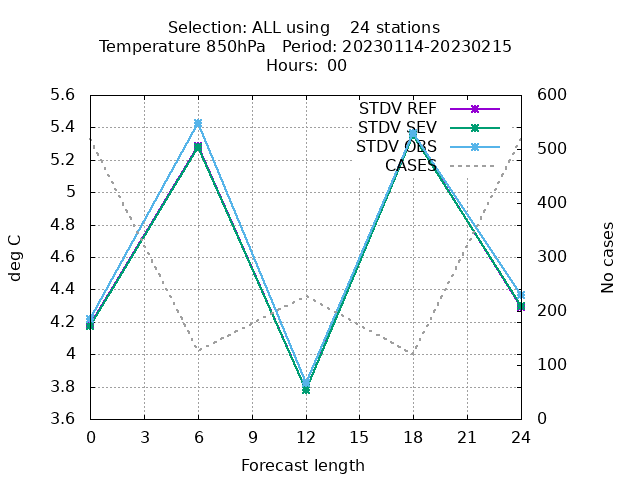 Selection: ALL using    24 stations
Temperature 850hPa   Period: 20230114-20230215
Hours:  00
5.6
5.4
5.2
5
4.8
4.6
4.4
4.2
4
3.8
3.6
deg C
STDV REF
STDV SEV
STDV OBS
CASES
600
500
400
300
200
100
0
No cases
0 3 6 9 12 15 18 21 24
Forecast length